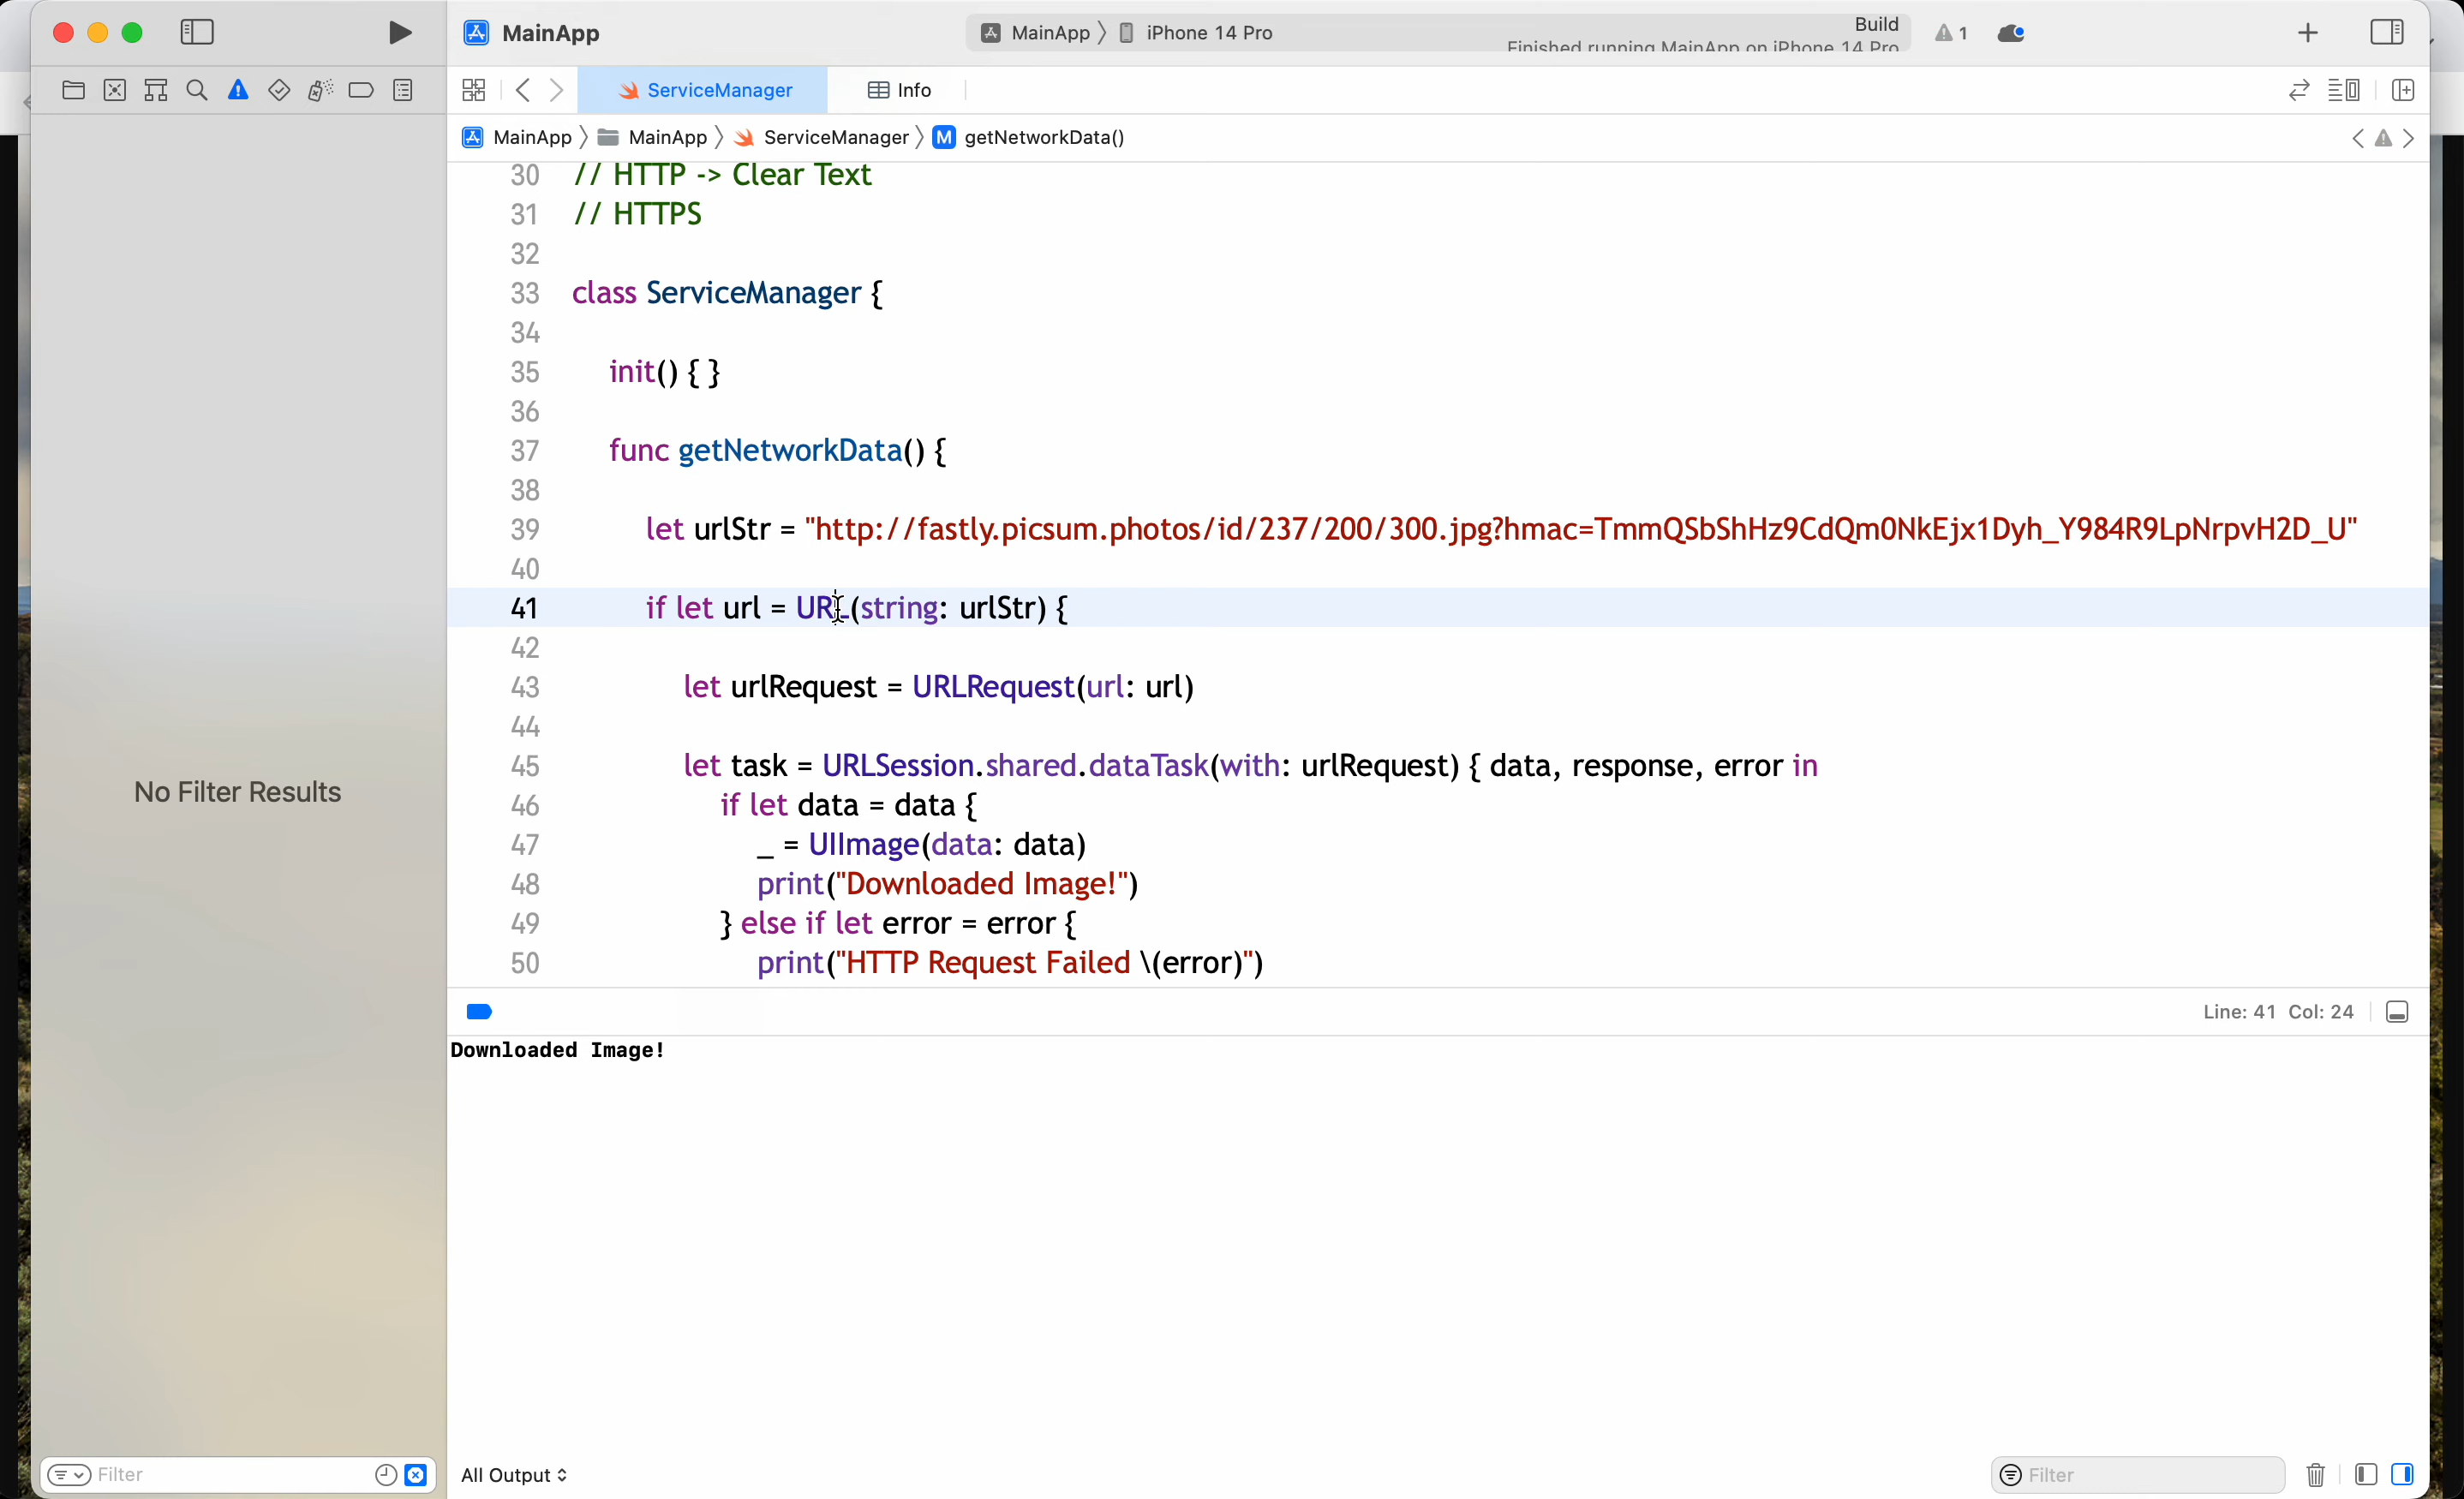 MainApp
MainApp 〉 iPhone 14 Pro
Build
Finished running MainApp on iPhone 14 Pro
1
ServiceManager
Info
MainApp 〉 MainApp 〉 ServiceManager 〉 M getNetworkData()
30 // HTTP -> Clear Text
31 // HTTPS
32
33 class ServiceManager {
34
35 init() { }
36
37 func getNetworkData() {
38
39 let urlStr = "http://fastly.picsum.photos/id/237/200/300.jpg?hmac=TmmQSbShHz9CdQm0NkEjx1Dyh_Y984R9LpNrpvH2D_U"
40
41 if let url = URL(string: urlStr) {
42
43 let urlRequest = URLRequest(url: url)
44
45 let task = URLSession.shared.dataTask(with: urlRequest) { data, response, error in
46 if let data = data {
47 _ = UIImage(data: data)
48 print("Downloaded Image!")
49 } else if let error = error {
50 print("HTTP Request Failed \(error)")
No Filter Results
Line: 41 Col: 24
Downloaded Image!
Filter
All Output
Filter